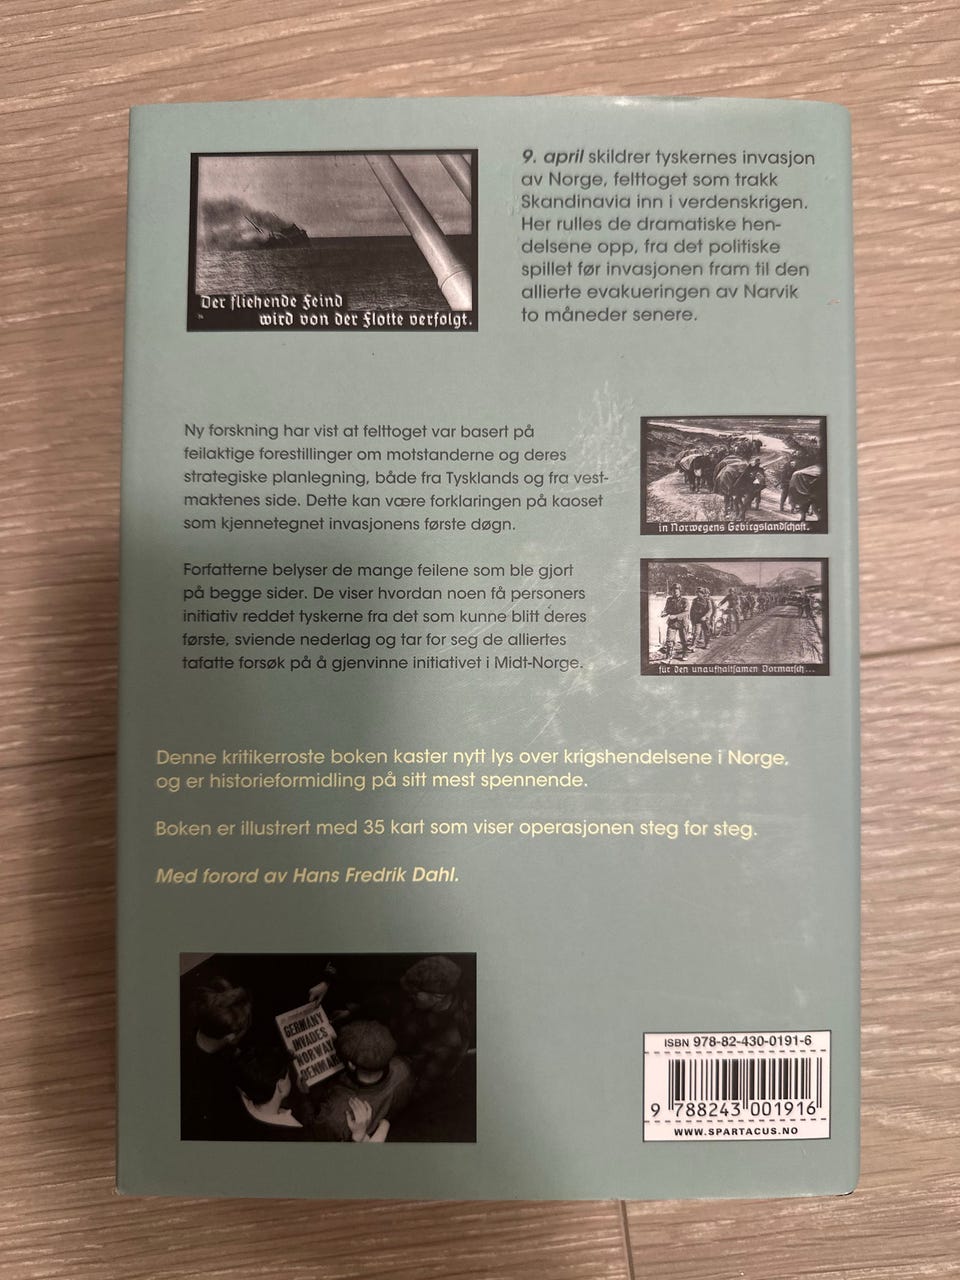 Der fliehende Feind
wird von der Flotte verfolgt.
9. april skildrer tyskernes invasjon
av Norge, felttoget som trakk
Skandinavia inn i verdenskrigen.
Her rulles de dramatiske hen-
delsene opp, fra det politiske
spillet før invasjonen fram til den
allierte evakueringen av Narvik
to måneder senere.
Ny forskning har vist at felttoget var basert på
feilaktige forestillinger om motstanderne og deres
strategiske planlegning, både fra Tysklands og fra vest-
maktenes side. Dette kan være forklaringen på kaoset
som kjennetegnet invasjonens første døgn.
in Norwegens Gebirgslandschaft.
Forfatterne belyser de mange feilene som ble gjort
på begge sider. De viser hvordan noen få personers
initiativ reddet tyskerne fra det som kunne blitt deres
første, sviende nederlag og tar for seg de alliertes
tafatte forsøk på å gjenvinne initiativet i Midt-Norge.
für den unaufhaltsamen Vormarsch...
Denne kritikerroste boken kaster nytt lys over krigshendelsene i Norge,
og er historieformidling på sitt mest spennende.
Boken er illustrert med 35 kart som viser operasjonen steg for steg.
Med forord av Hans Fredrik Dahl.
GERMANY
INVADES
NORWAY
DENMAR
ISBN 978-82-430-0191-6
9 788243 001916
WWW.SPARTACUS.NO